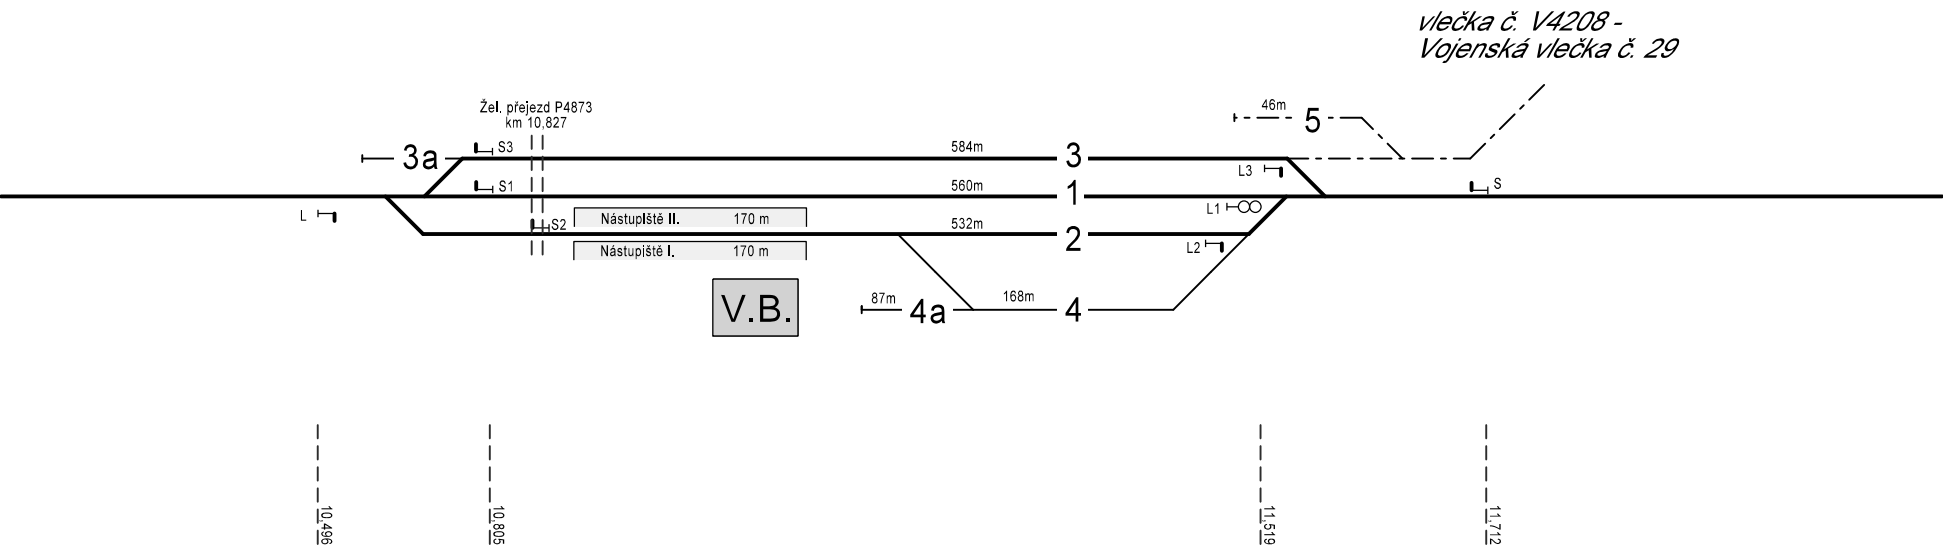 vlečka č. V4208 -
Vojenská vlečka č. 29
Žel. přejezd P4873
km 10,827
46m
5
S3
3a
584m
3
L3
S1
560m
1
S
L
L1
Nástupiště II. 170 m
S2
532m
2
Nástupiště I. 170 m
L2
V.B.
87m
4a
168m
4
10,496
10,805
11,519
11,712